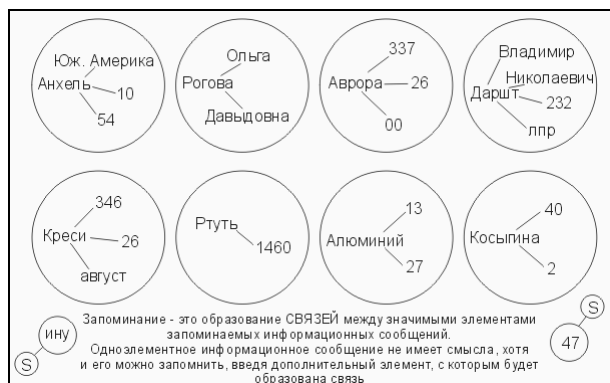 Юж. Америка
Анхель
10
54
Ольга
Рогова
Давыдовна
337
Аврора
26
00
Владимир
Николаевич
Даршт
232
лпр
346
Креси
26
август
Ртуть
1460
13
Алюминий
27
40
Косыгина
2
S
ину
S
47
Запоминание - это образование СВЯЗЕЙ между значимыми элементами
запоминаемых информационных сообщений.
Одноэлементное информационное сообщение не имеет смысла, хотя
и его можно запомнить, введя дополнительный элемент, с которым будет
образована связь